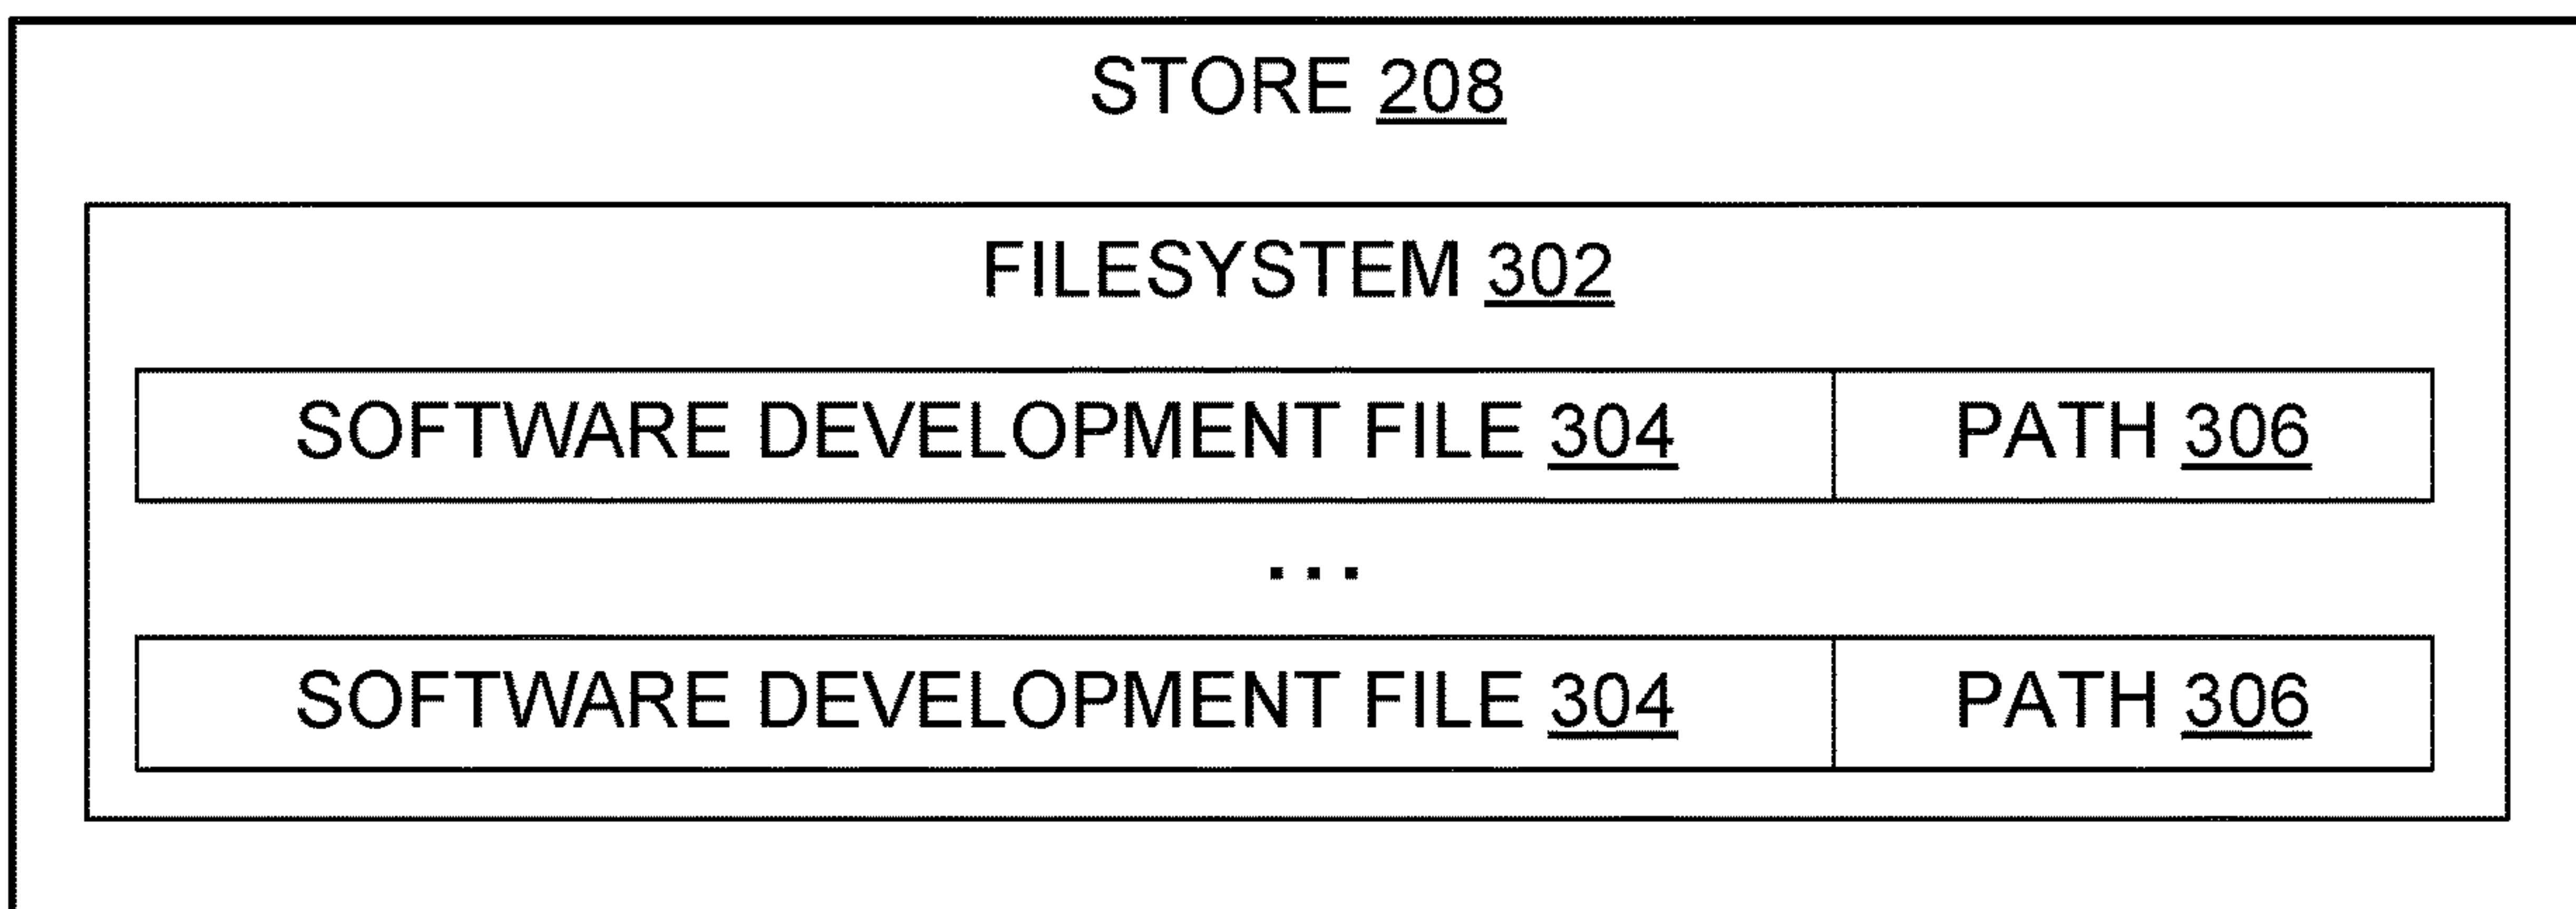 STORE 208
FILESYSTEM 302
SOFTWARE DEVELOPMENT FILE 304 PATH 306
...
SOFTWARE DEVELOPMENT FILE 304 PATH 306